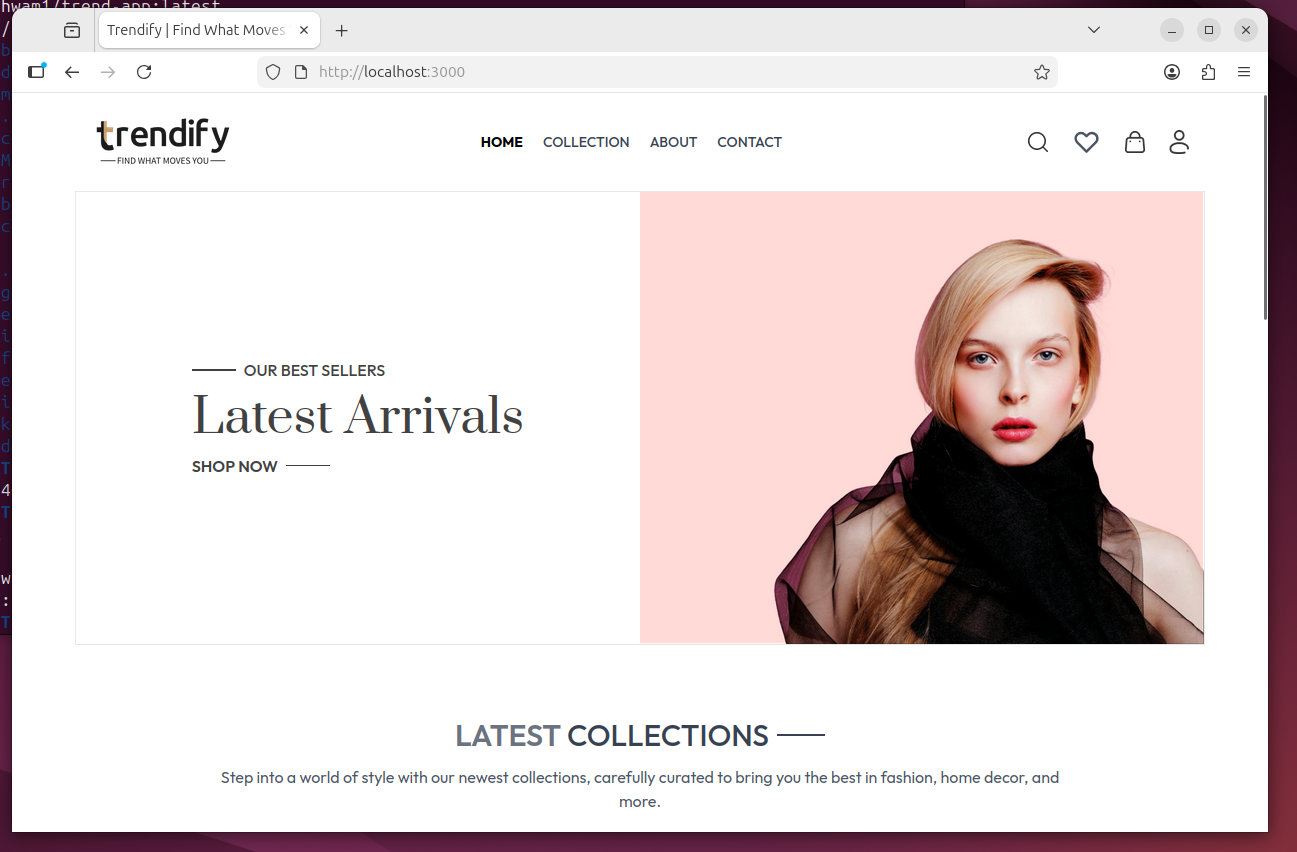 hwam1/trend-app:latest
Trendify | Find What Moves
http://localhost:3000
trendify
FIND WHAT MOVES YOU
HOME
COLLECTION
ABOUT
CONTACT
OUR BEST SELLERS
Latest Arrivals
SHOP NOW
LATEST COLLECTIONS
Step into a world of style with our newest collections, carefully curated to bring you the best in fashion, home decor, and
more.